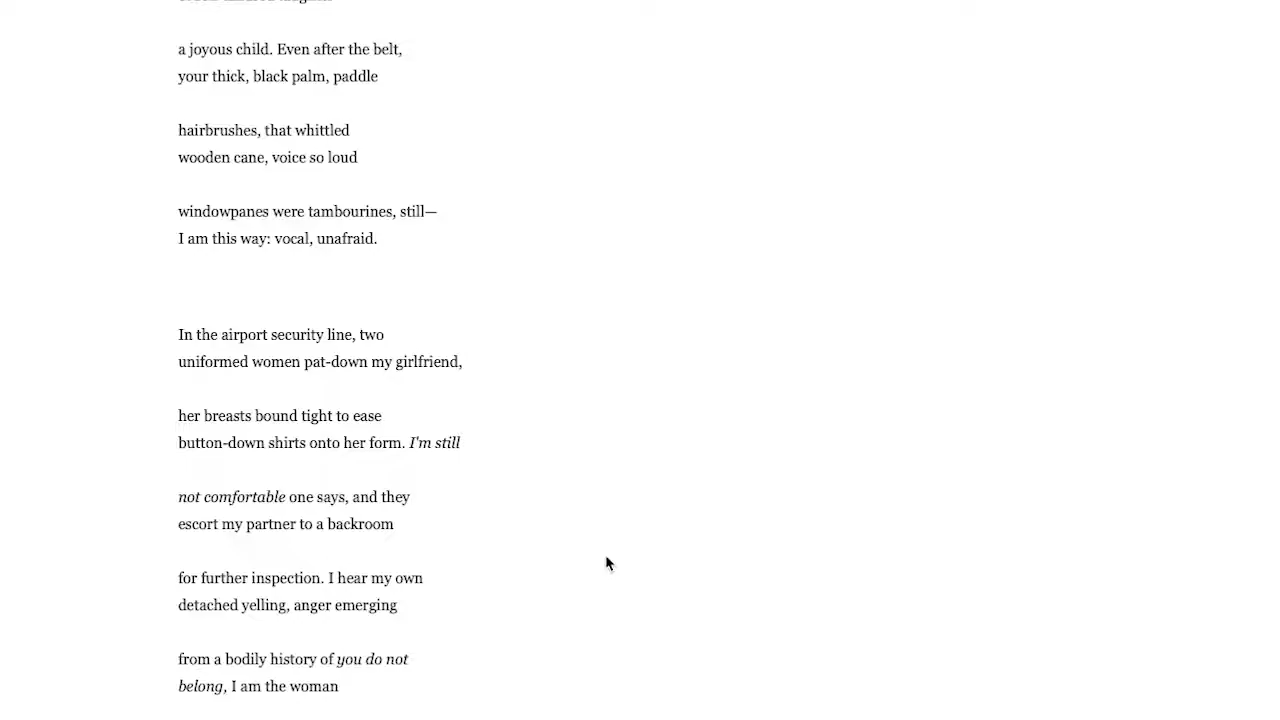 a joyous child. Even after the belt,
your thick, black palm, paddle
hairbrushes, that whittled
wooden cane, voice so loud
windowpanes were tambourines, still—
I am this way: vocal, unafraid.
In the airport security line, two
uniformed women pat-down my girlfriend,
her breasts bound tight to ease
button-down shirts onto her form. I'm still
not comfortable one says, and they
escort my partner to a backroom
for further inspection. I hear my own
detached yelling, anger emerging
from a bodily history of you do not
belong, I am the woman